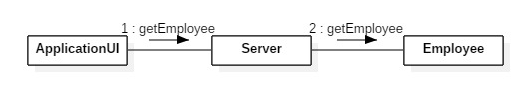 1 : getEmployee
2 : getEmployee
ApplicationUI
Server
Employee